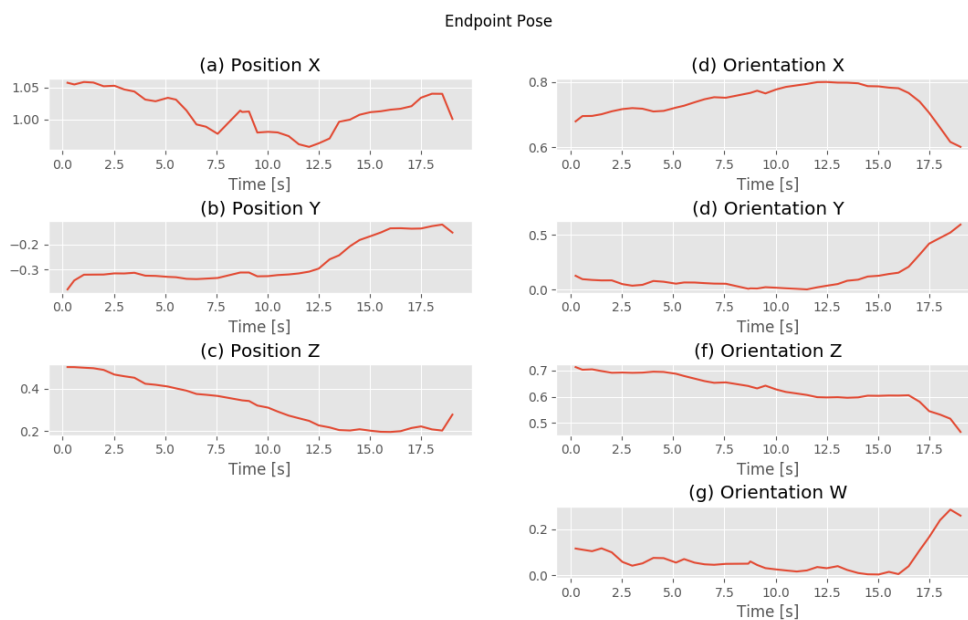 Endpoint Pose
(a) Position X
1.05
1.00
0.0 2.5 5.0 7.5 10.0 12.5 15.0 17.5
Time [s]
(b) Position Y
−0.2
−0.3
0.0 2.5 5.0 7.5 10.0 12.5 15.0 17.5
Time [s]
(c) Position Z
0.4
0.2
0.0 2.5 5.0 7.5 10.0 12.5 15.0 17.5
Time [s]
(d) Orientation X
0.8
0.6
0.0 2.5 5.0 7.5 10.0 12.5 15.0 17.5
Time [s]
(d) Orientation Y
0.5
0.0
0.0 2.5 5.0 7.5 10.0 12.5 15.0 17.5
Time [s]
(f) Orientation Z
0.7
0.6
0.5
0.0 2.5 5.0 7.5 10.0 12.5 15.0 17.5
Time [s]
(g) Orientation W
0.2
0.0
0.0 2.5 5.0 7.5 10.0 12.5 15.0 17.5
Time [s]